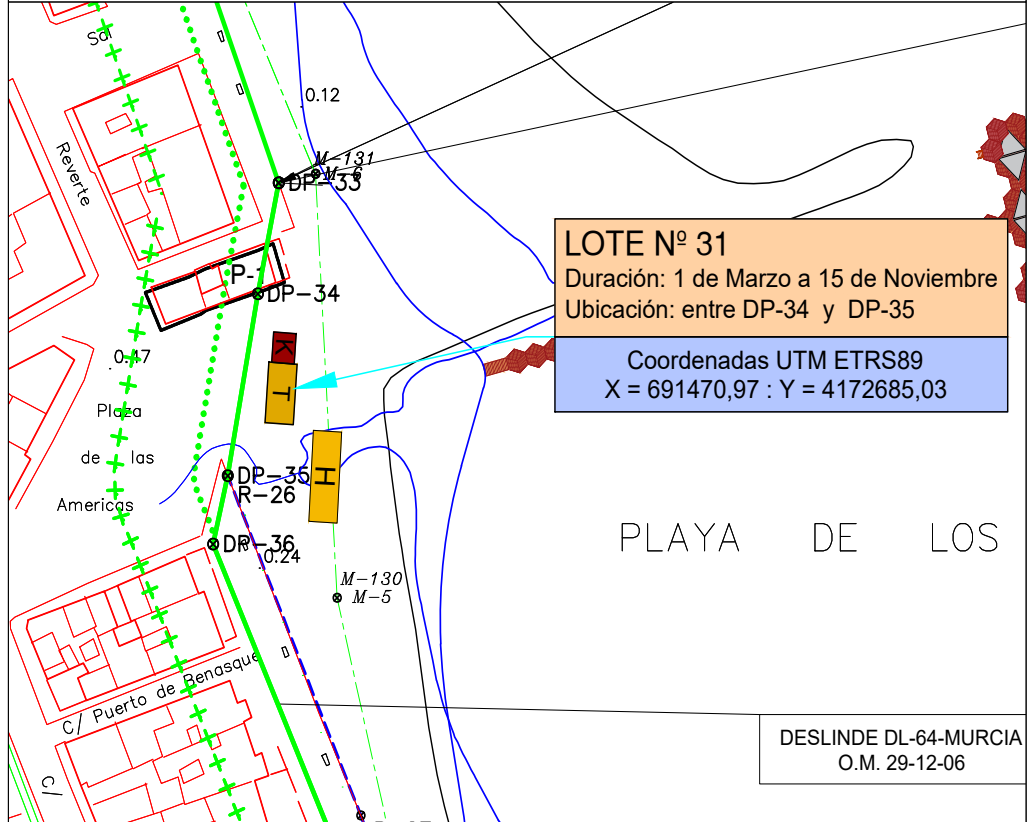 Sol
0.12
Reverte
M-131
M-6
DP-33
LOTE Nº 31
Duración: 1 de Marzo a 15 de Noviembre
Ubicación: entre DP-34 y DP-35
Coordenadas UTM ETRS89
X = 691470,97 : Y = 4172685,03
DP-34
K
T
0.47
Plaza
de las
Americas
H
DP-35
R-26
DP-36
0.24
PLAYA DE LOS
M-130
M-5
C/ Puerto de Benasque
DESLINDE DL-64-MURCIA
O.M. 29-12-06
C/